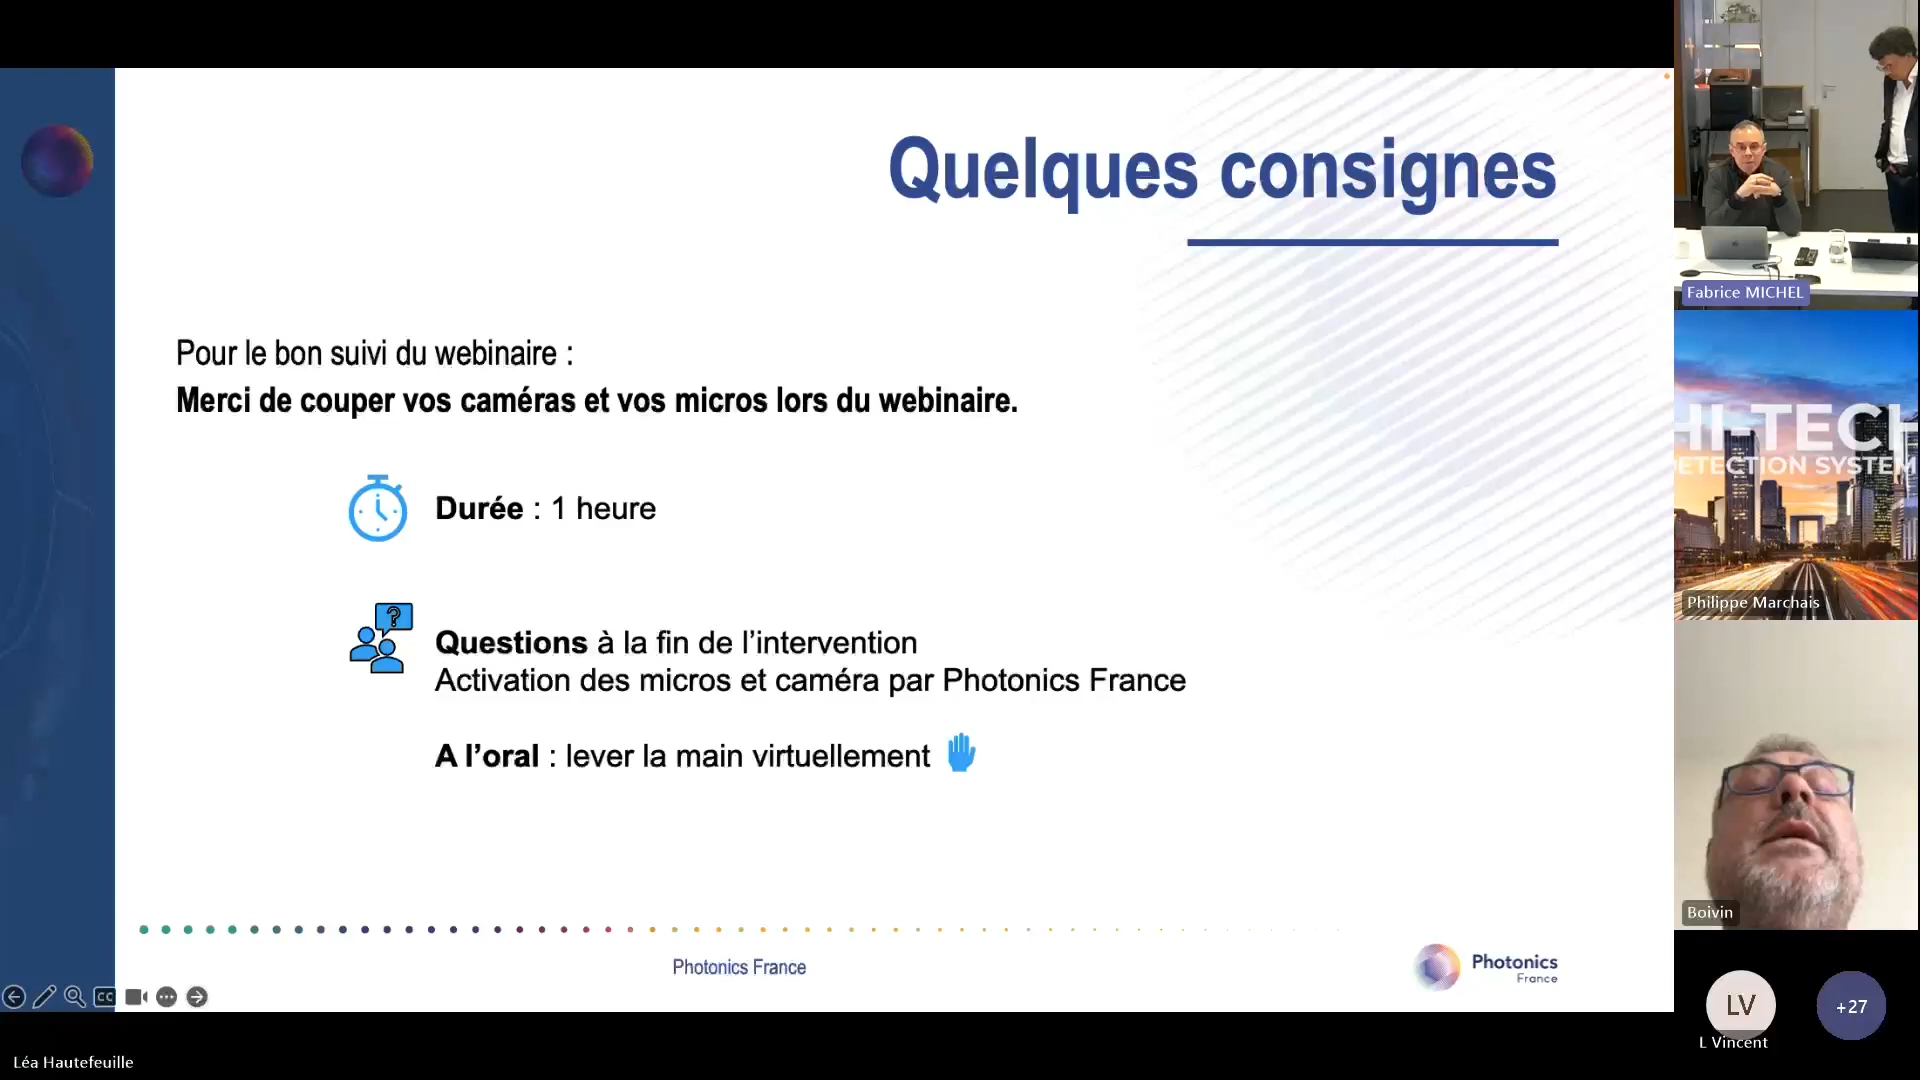 Quelques consignes
Pour le bon suivi du webinaire :
Merci de couper vos caméras et vos micros lors du webinaire.
Durée : 1 heure
?
Questions à la fin de l’intervention
Activation des micros et caméra par Photonics France
A l’oral : lever la main virtuellement
Photonics France
Photonics
France
CC
Léa Hautefeuille
Fabrice MICHEL
HI-TECH
DETECTION SYSTEM
Philippe Marchais
Boivin
LV
+27
L Vincent